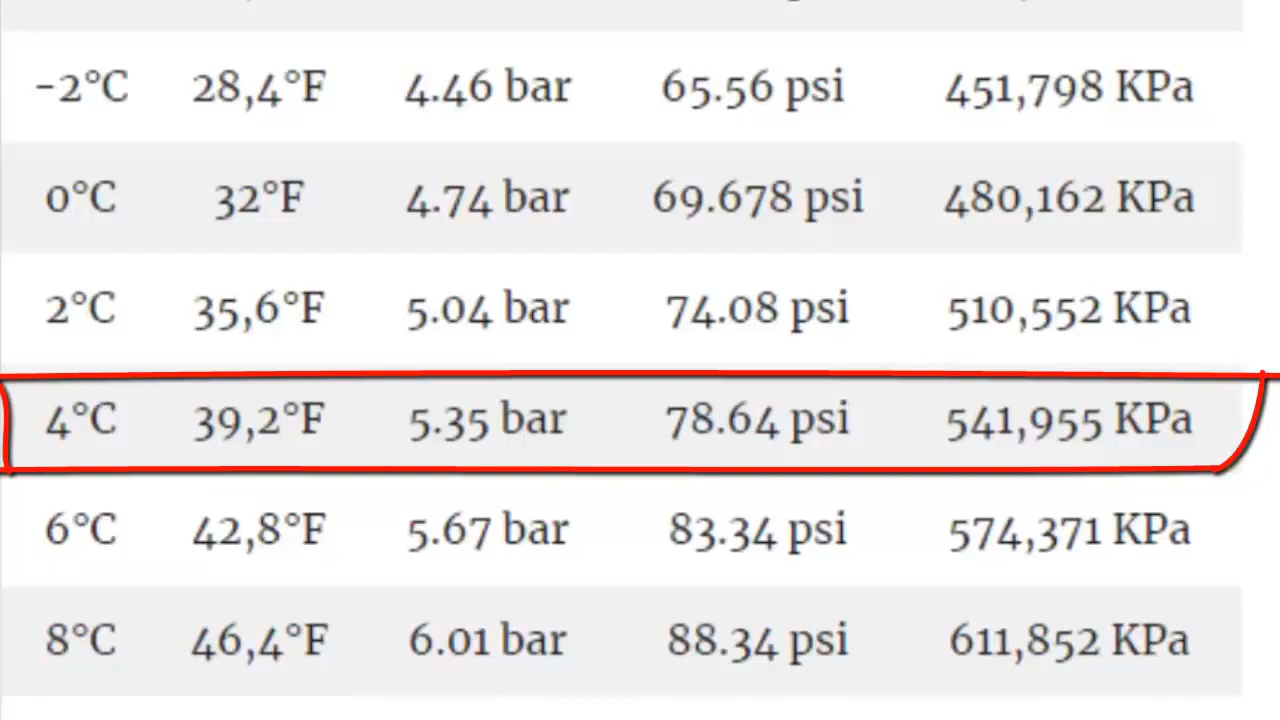 -2°C 28,4°F 4.46 bar 65.56 psi 451,798 KPa
0°C 32°F 4.74 bar 69.678 psi 480,162 KPa
2°C 35,6°F 5.04 bar 74.08 psi 510,552 KPa
4°C 39,2°F 5.35 bar 78.64 psi 541,955 KPa
6°C 42,8°F 5.67 bar 83.34 psi 574,371 KPa
8°C 46,4°F 6.01 bar 88.34 psi 611,852 KPa